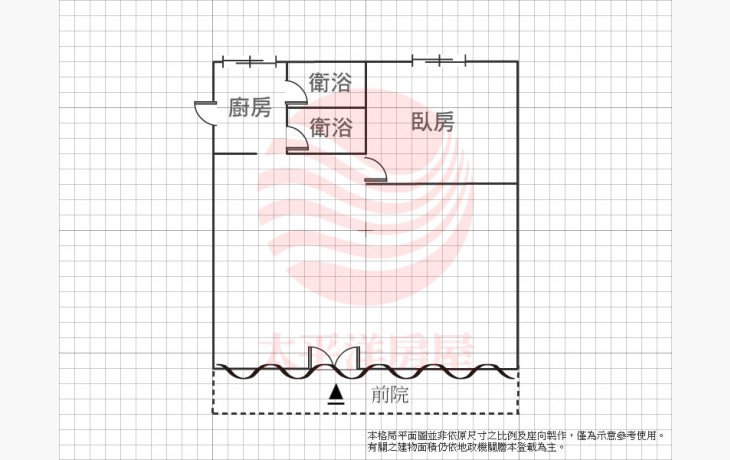 衛浴
廚房
衛浴
臥房
太平洋房屋
前院
本格局平面圖並非依原尺寸之比例及座向製作，僅為示意參考使用。
有關之建物面積仍依地政機關謄本登載為主。